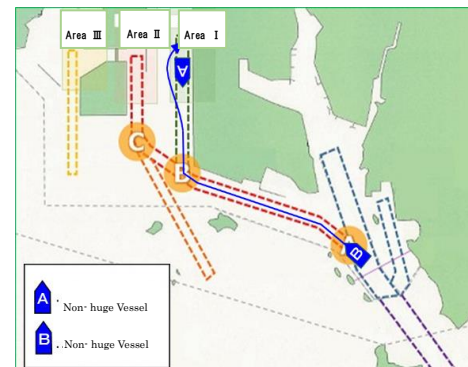 Area Ⅲ Area Ⅱ Area Ⅰ
A
C
B
B
A . Non- huge Vessel
B . .Non- huge Vessel